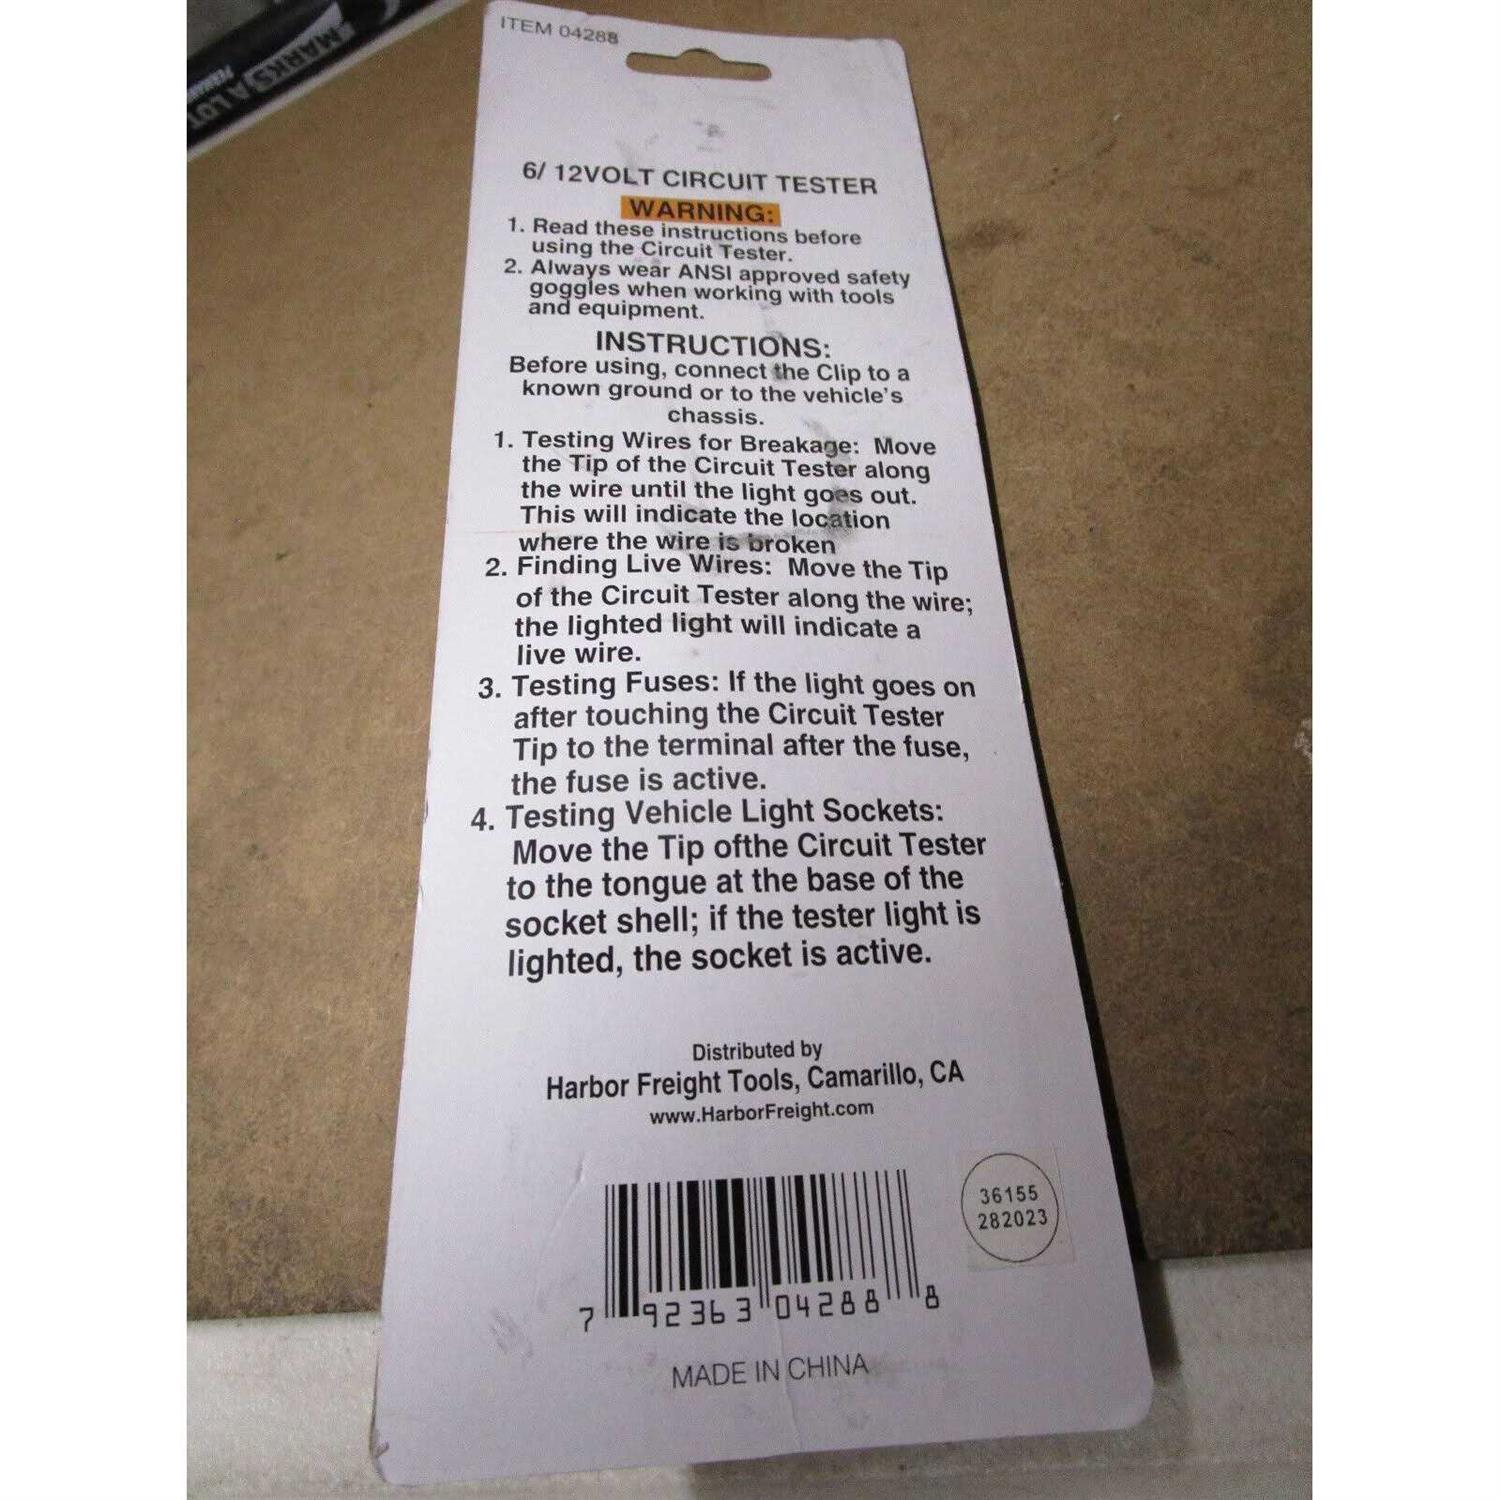 ITEM 04288
MARKS A LOT
6/ 12VOLT CIRCUIT TESTER
WARNING:
1. Read these instructions before
using the Circuit Tester.
2. Always wear ANSI approved safety
goggles when working with tools
and equipment.
INSTRUCTIONS:
Before using, connect the Clip to a
known ground or to the vehicle's
chassis.
1. Testing Wires for Breakage: Move
the Tip of the Circuit Tester along
the wire until the light goes out.
This will indicate the location
where the wire is broken
2. Finding Live Wires: Move the Tip
of the Circuit Tester along the wire;
the lighted light will indicate a
live wire.
3. Testing Fuses: If the light goes on
after touching the Circuit Tester
Tip to the terminal after the fuse,
the fuse is active.
4. Testing Vehicle Light Sockets:
Move the Tip ofthe Circuit Tester
to the tongue at the base of the
socket shell; if the tester light is
lighted, the socket is active.
Distributed by
Harbor Freight Tools, Camarillo, CA
www.HarborFreight.com
36155
282023
7 92363 04288 8
MADE IN CHINA